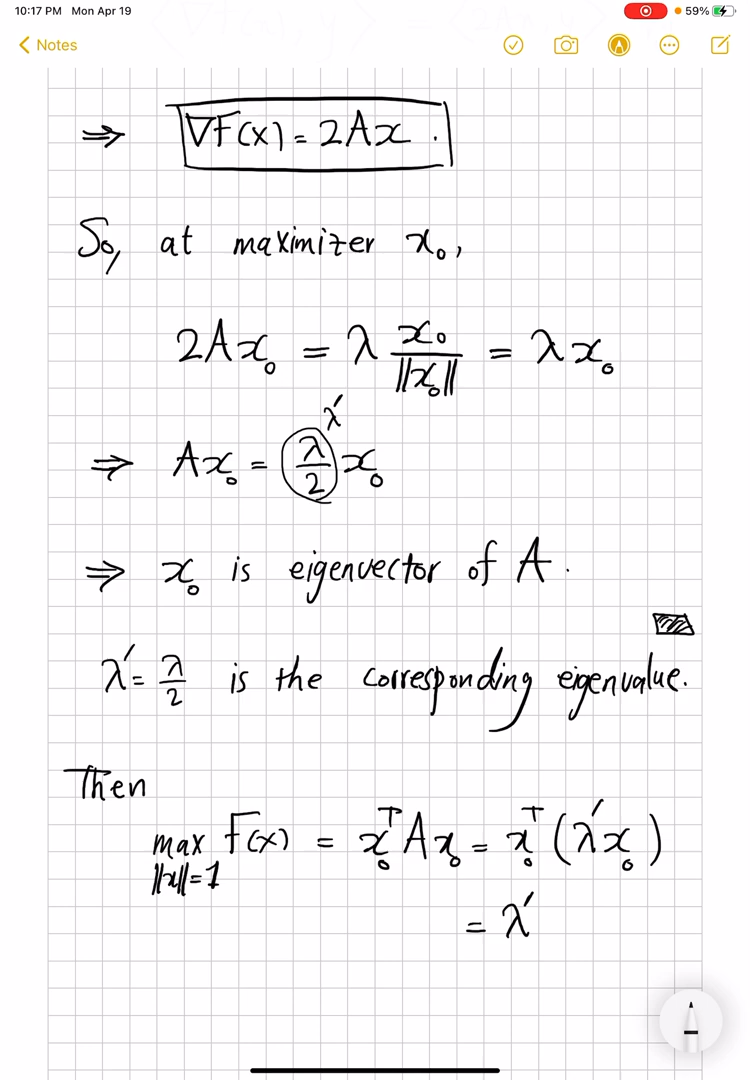 10:17 PM Mon Apr 19 59%
Notes
⇒ ∇F(x) = 2Ax .
So, at maximizer x₀,
2Ax₀ = λ x₀/||x₀|| = λx₀
⇒ Ax₀ = (λ/2) x₀ λ′
⇒ x₀ is eigenvector of A.
λ′ = λ/2 is the corresponding eigenvalue.
Then
max F(x) = x₀ᵀAx₀ = x₀ᵀ(λ′x₀)
||x||=1
= λ′